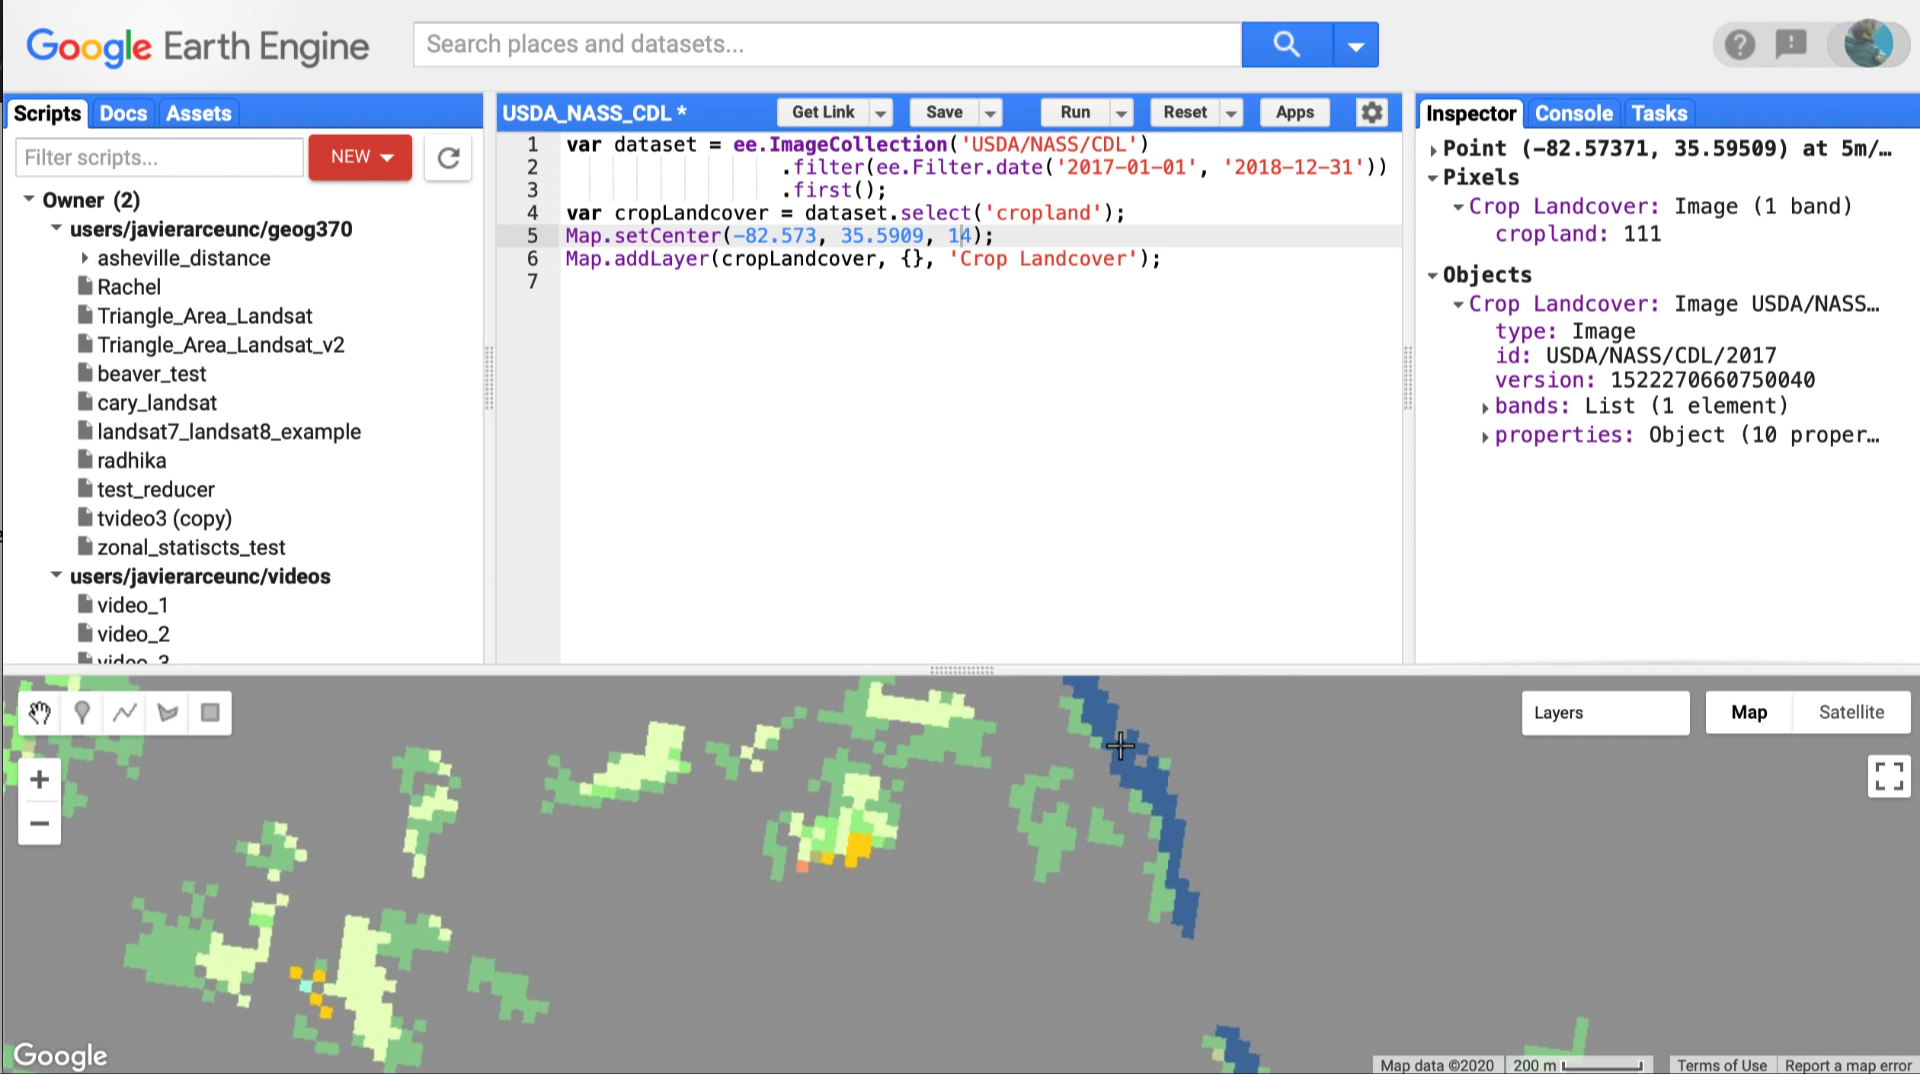 Google Earth Engine
Search places and datasets...
Scripts Docs Assets
Filter scripts...
NEW
Owner (2)
users/javierarceunc/geog370
asheville_distance
Rachel
Triangle_Area_Landsat
Triangle_Area_Landsat_v2
beaver_test
cary_landsat
landsat7_landsat8_example
radhika
test_reducer
tvideo3 (copy)
zonal_statiscts_test
users/javierarceunc/videos
video_1
video_2
video_3
USDA_NASS_CDL *
Get Link Save Run Reset Apps
1 var dataset = ee.ImageCollection('USDA/NASS/CDL')
2 .filter(ee.Filter.date('2017-01-01', '2018-12-31'))
3 .first();
4 var cropLandcover = dataset.select('cropland');
5 Map.setCenter(-82.573, 35.5909, 14);
6 Map.addLayer(cropLandcover, {}, 'Crop Landcover');
7
Inspector Console Tasks
Point (-82.57371, 35.59509) at 5m/…
Pixels
Crop Landcover: Image (1 band)
cropland: 111
Objects
Crop Landcover: Image USDA/NASS…
type: Image
id: USDA/NASS/CDL/2017
version: 1522270660750040
bands: List (1 element)
properties: Object (10 proper…
Layers
Map Satellite
+
−
Google
Map data ©2020 200 m Terms of Use Report a map error